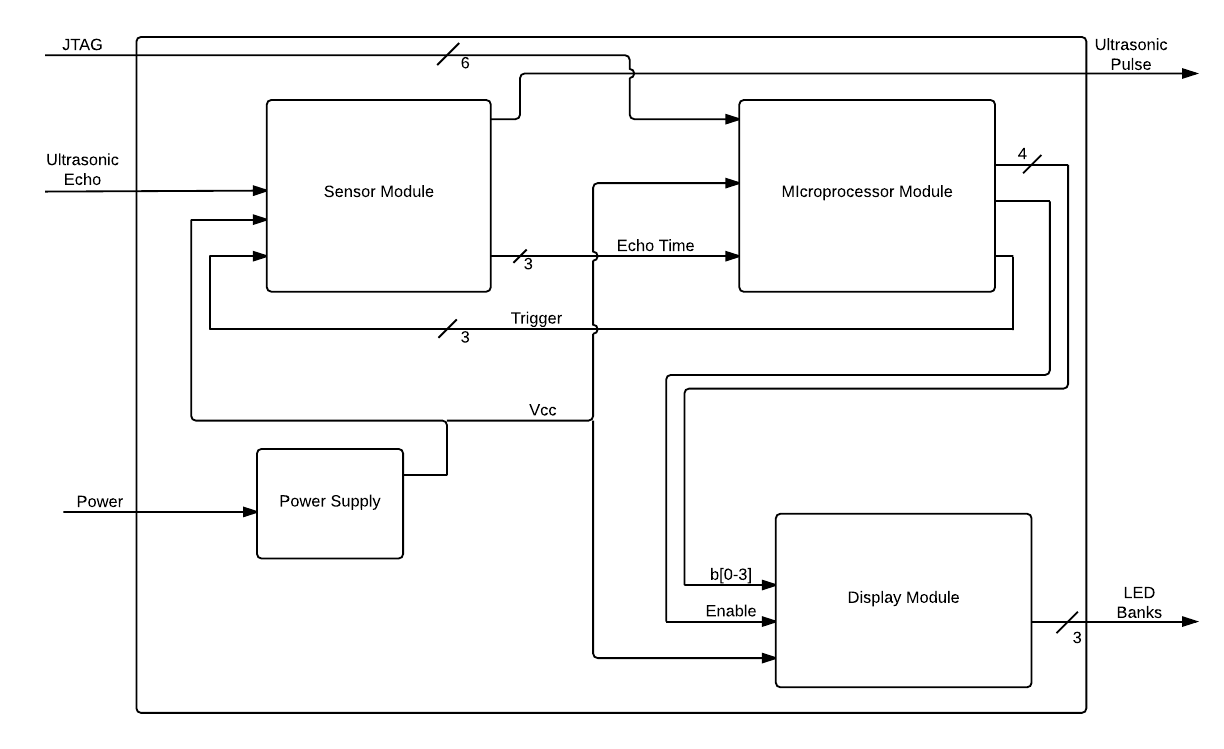 JTAG
6
Ultrasonic
Pulse
Ultrasonic
Echo
Sensor Module
MIcroprocessor Module
4
Echo Time
3
Trigger
3
Vcc
Power
Power Supply
b[0-3]
Enable
Display Module
LED
Banks
3